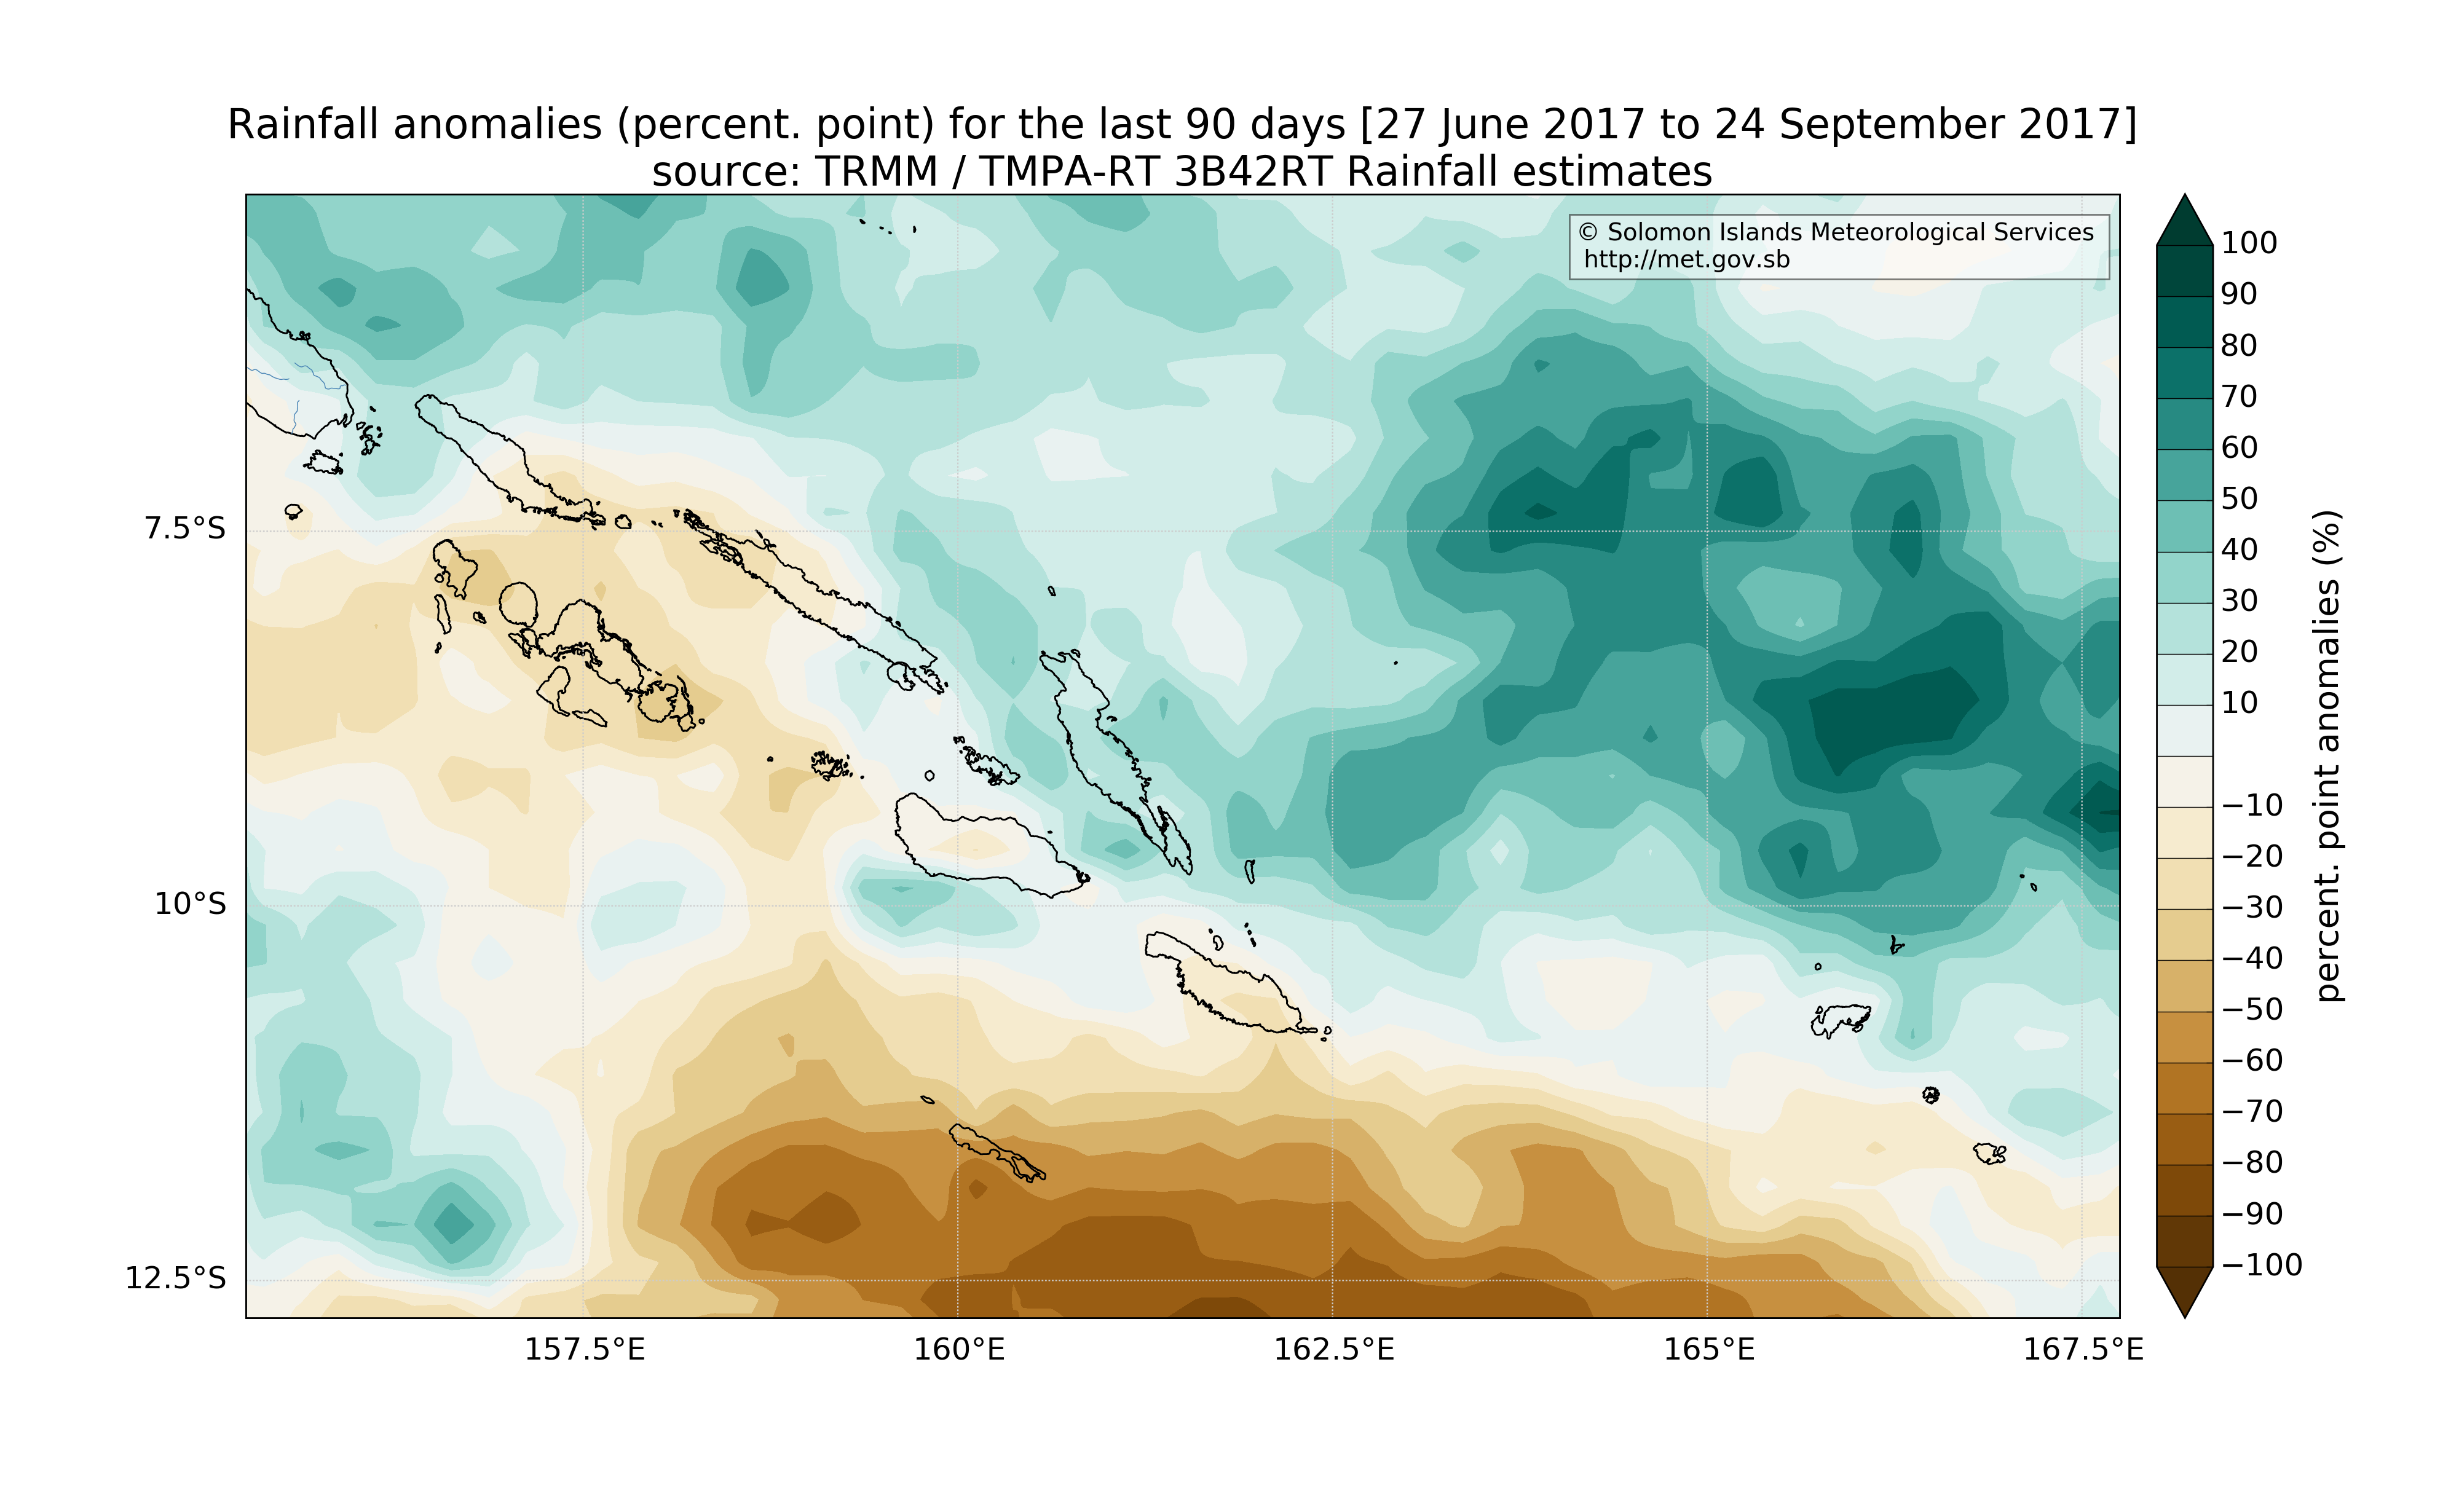 Rainfall anomalies (percent. point) for the last 90 days [27 June 2017 to 24 September 2017]
source: TRMM / TMPA-RT 3B42RT Rainfall estimates
© Solomon Islands Meteorological Services
http://met.gov.sb
7.5°S
10°S
12.5°S
157.5°E
160°E
162.5°E
165°E
167.5°E
100
90
80
70
60
50
40
30
20
10
−10
−20
−30
−40
−50
−60
−70
−80
−90
−100
percent. point anomalies (%)